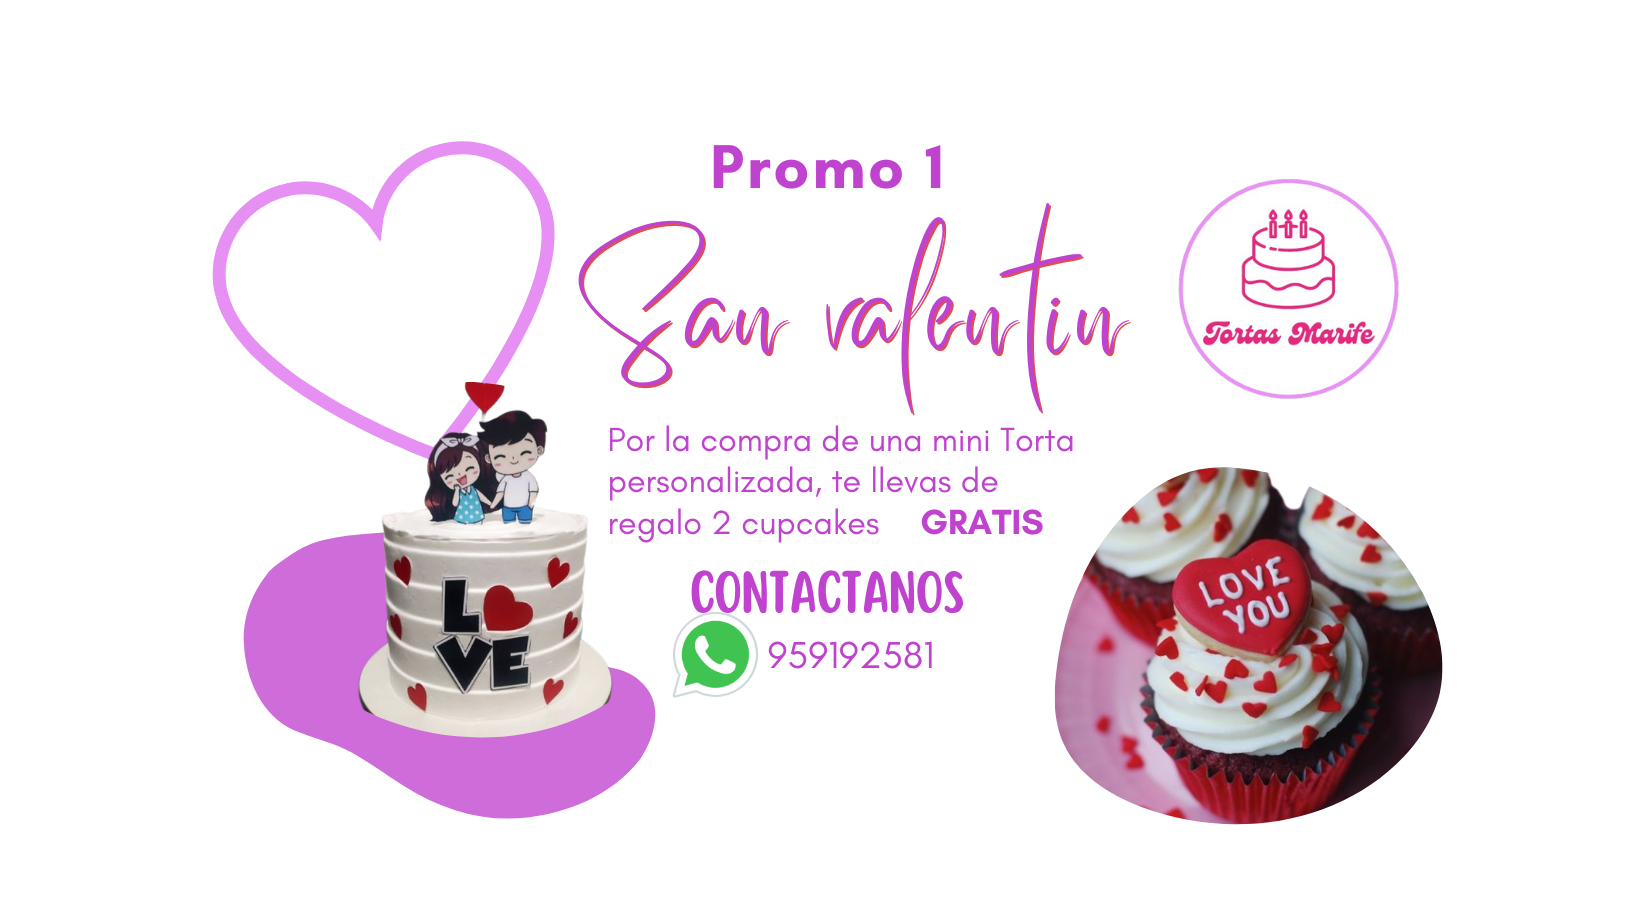 Promo 1
San valentin
Tortas Marife
Por la compra de una mini Torta
personalizada, te llevas de
regalo 2 cupcakes GRATIS
CONTACTANOS
959192581
L
VE
LOVE
YOU